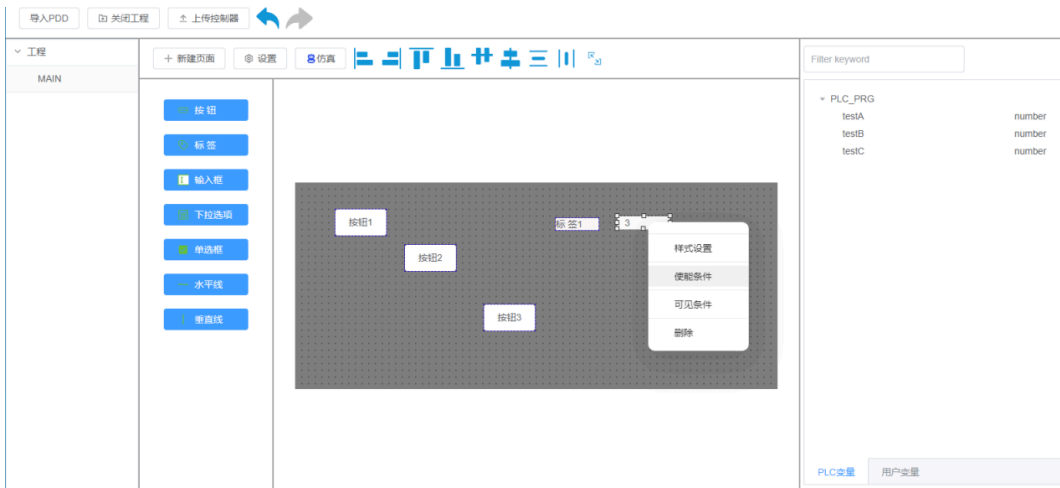 导入PDD 关闭工程 上传控制器
工程
MAIN
新建页面 设置 仿真
Filter keyword
按 钮
标 签
输入框
下拉选项
单选框
水平线
垂直线
按钮1
按钮2
按钮3
标 签1
3
样式设置
使能条件
可见条件
删除
PLC_PRG
testA number
testB number
testC number
PLC变量 用户变量